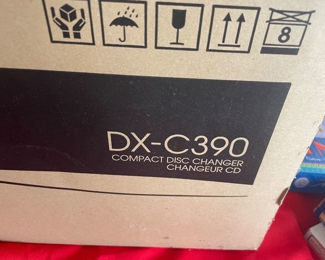 8
DX-C390
COMPACT DISC CHANGER
CHANGEUR CD